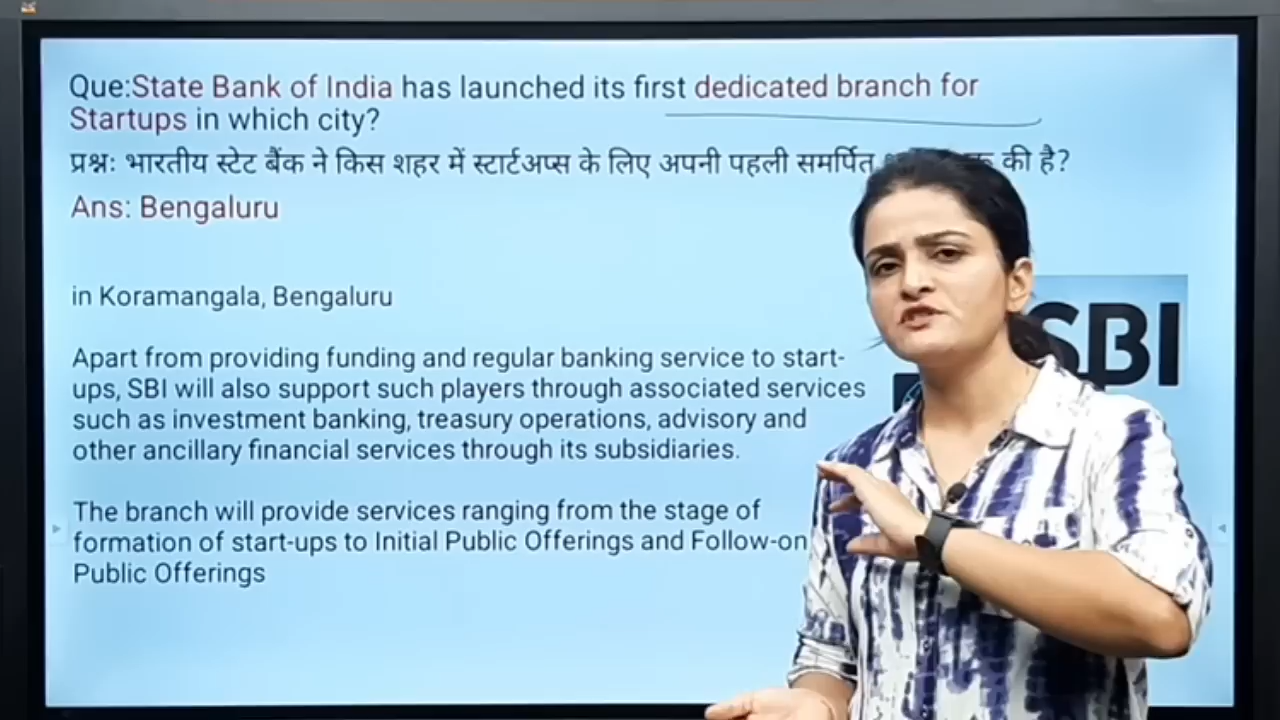 Que:State Bank of India has launched its first dedicated branch for
Startups in which city?
प्रश्नः भारतीय स्टेट बैंक ने किस शहर में स्टार्टअप्स के लिए अपनी पहली समर्पित की है?
Ans: Bengaluru
in Koramangala, Bengaluru
SBI
Apart from providing funding and regular banking service to start-
ups, SBI will also support such players through associated services
such as investment banking, treasury operations, advisory and
other ancillary financial services through its subsidiaries.
The branch will provide services ranging from the stage of
formation of start-ups to Initial Public Offerings and Follow-on
Public Offerings